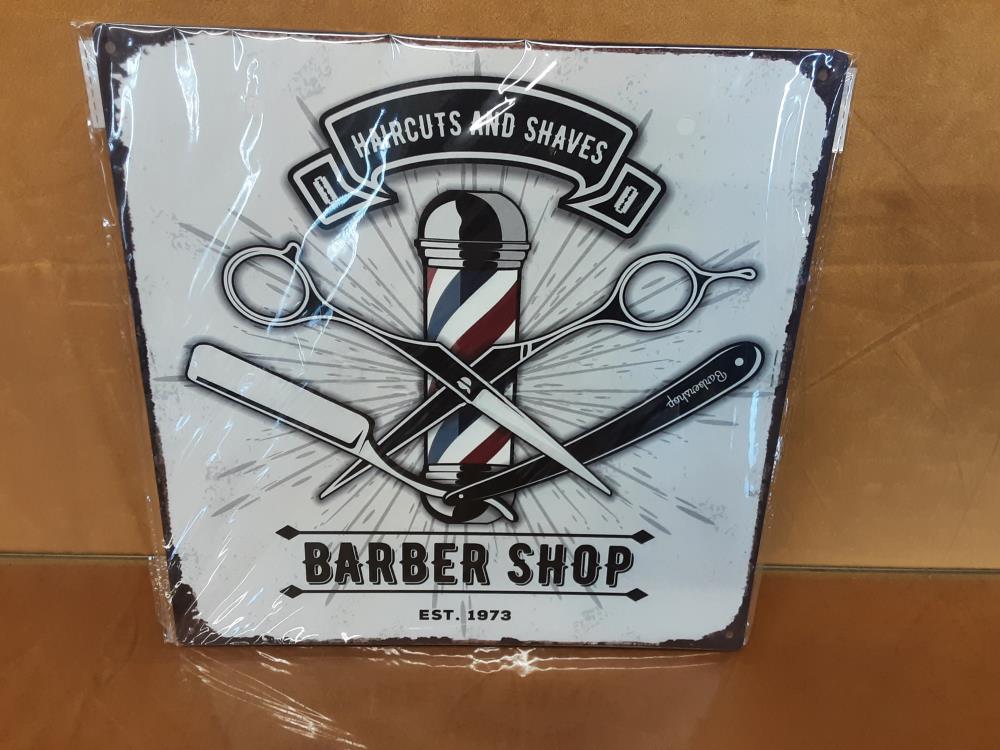 HAIRCUTS AND SHAVES
Barbershop
BARBER SHOP
EST. 1973